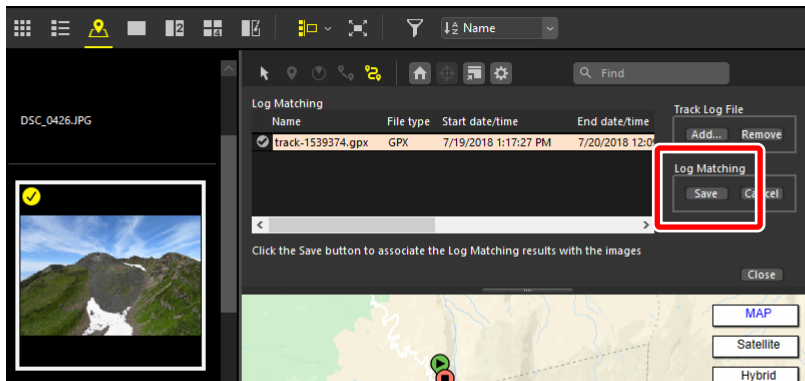 2
4
Name
Find
DSC_0426.JPG
Log Matching
Name File type Start date/time End date/time
track-1539374.gpx GPX 7/19/2018 1:17:27 PM 7/20/2018 12:0
Track Log File
Add... Remove
Log Matching
Save Cancel
Click the Save button to associate the Log Matching results with the images
Close
MAP
Satellite
Hybrid